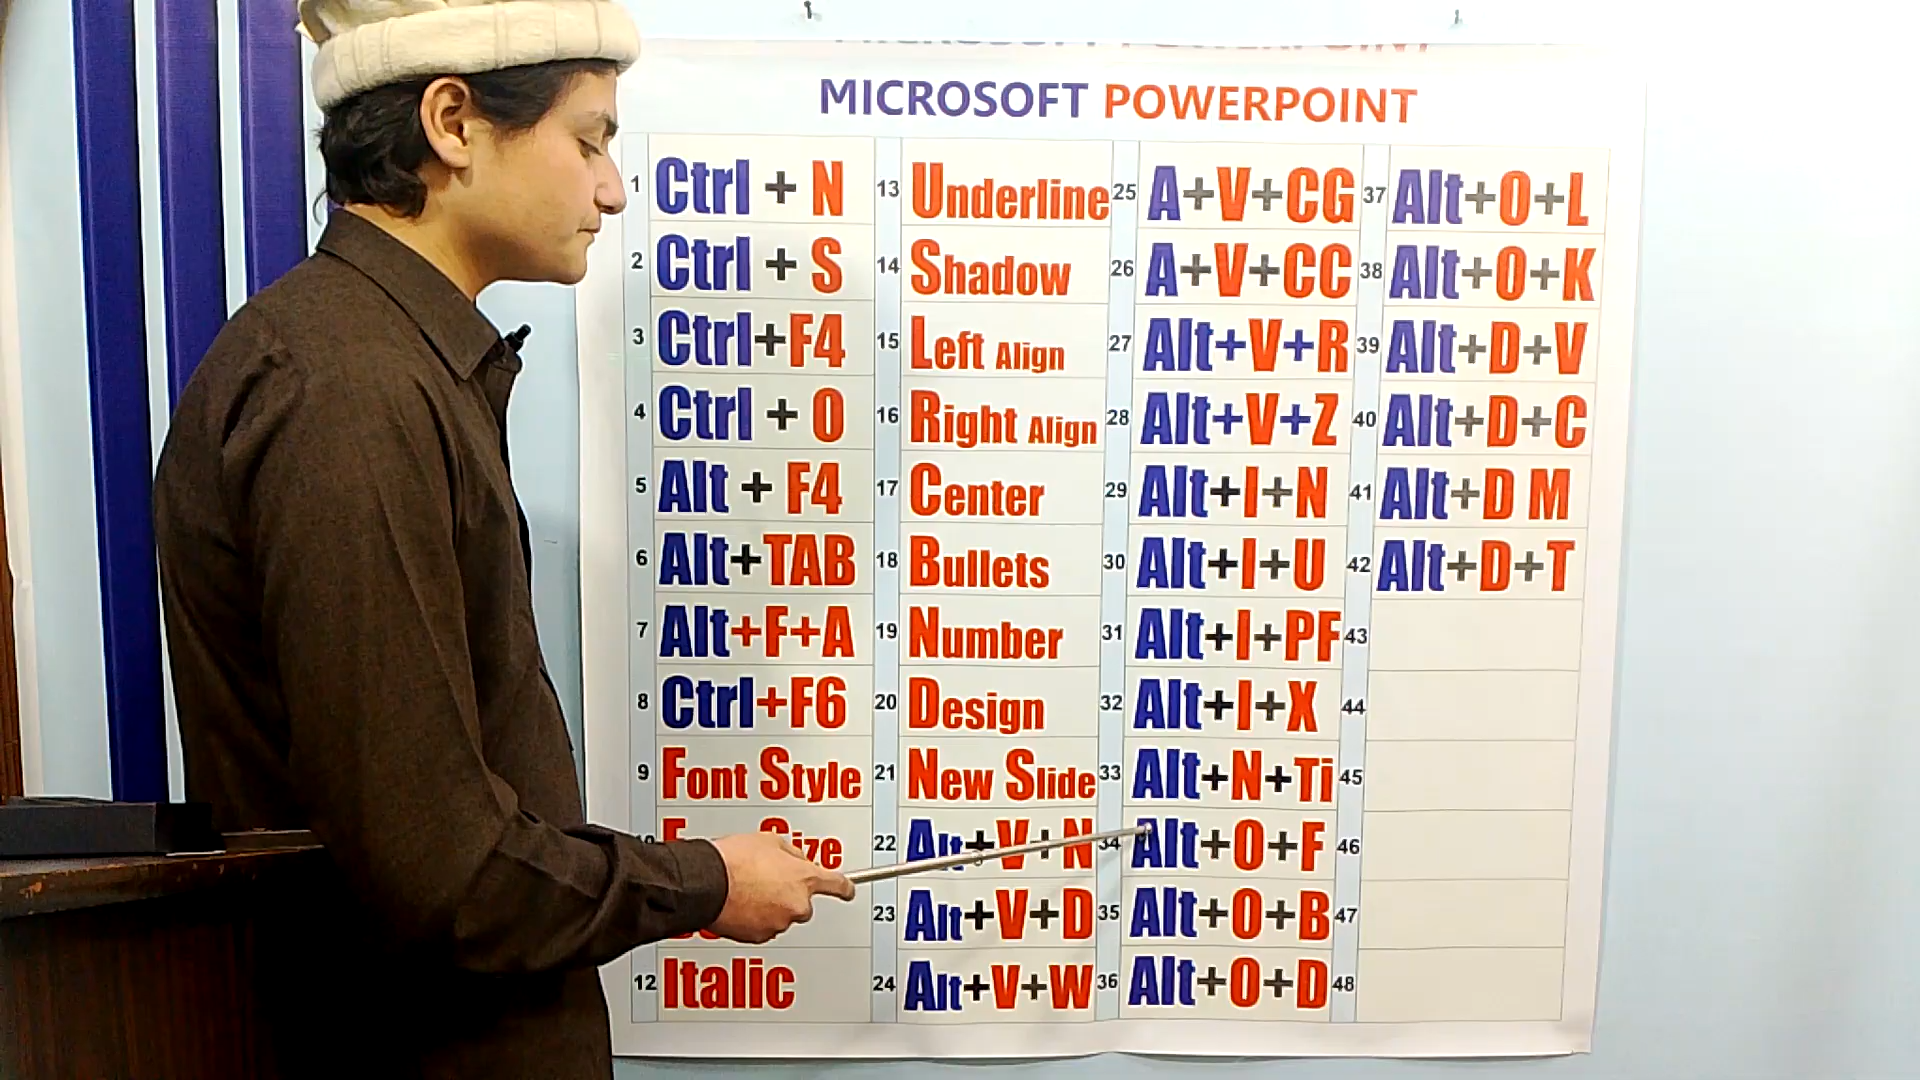 MICROSOFT POWERPOINT
1 Ctrl + N
2 Ctrl + S
3 Ctrl+F4
4 Ctrl + O
5 Alt + F4
6 Alt+TAB
7 Alt+F+A
8 Ctrl+F6
9 Font Style
ize
12 Italic
13 Underline
14 Shadow
15 Left Align
16 Right Align
17 Center
18 Bullets
19 Number
20 Design
21 New Slide
22 Alt+V+N
23 Alt+V+D
24 Alt+V+W
25 A+V+CG
26 A+V+CC
27 Alt+V+R
28 Alt+V+Z
29 Alt+I+N
30 Alt+I+U
31 Alt+I+PF
32 Alt+I+X
33 Alt+N+Ti
34 Alt+O+F
35 Alt+O+B
36 Alt+O+D
37 Alt+O+L
38 Alt+O+K
39 Alt+D+V
40 Alt+D+C
41 Alt+D M
42 Alt+D+T
43
44
45
46
47
48